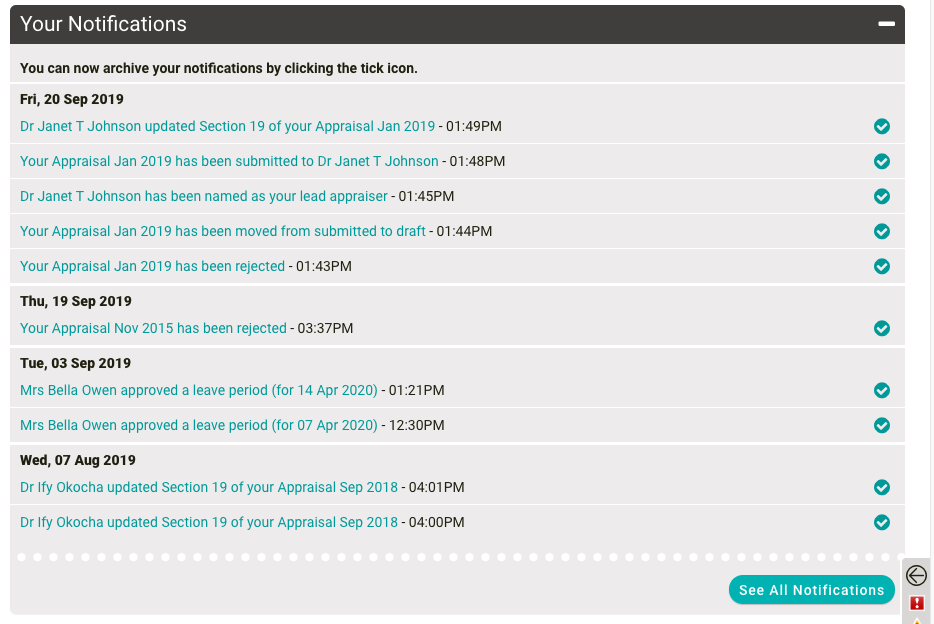 Your Notifications
You can now archive your notifications by clicking the tick icon.
Fri, 20 Sep 2019
Dr Janet T Johnson updated Section 19 of your Appraisal Jan 2019 - 01:49PM
Your Appraisal Jan 2019 has been submitted to Dr Janet T Johnson - 01:48PM
Dr Janet T Johnson has been named as your lead appraiser - 01:45PM
Your Appraisal Jan 2019 has been moved from submitted to draft - 01:44PM
Your Appraisal Jan 2019 has been rejected - 01:43PM
Thu, 19 Sep 2019
Your Appraisal Nov 2015 has been rejected - 03:37PM
Tue, 03 Sep 2019
Mrs Bella Owen approved a leave period (for 14 Apr 2020) - 01:21PM
Mrs Bella Owen approved a leave period (for 07 Apr 2020) - 12:30PM
Wed, 07 Aug 2019
Dr Ify Okocha updated Section 19 of your Appraisal Sep 2018 - 04:01PM
Dr Ify Okocha updated Section 19 of your Appraisal Sep 2018 - 04:00PM
See All Notifications